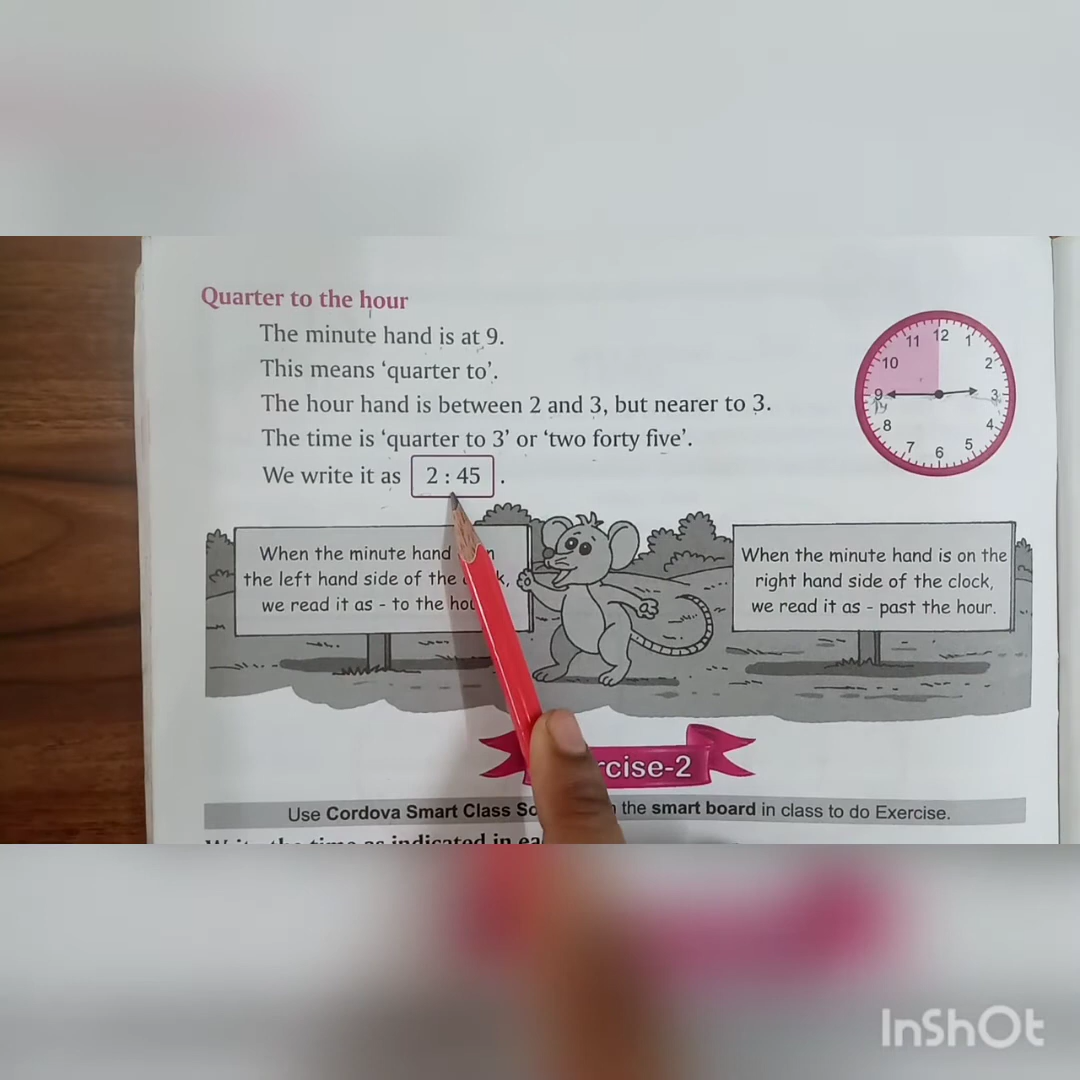 Quarter to the hour
The minute hand is at 9.
This means ‘quarter to’.
The hour hand is between 2 and 3, but nearer to 3.
The time is ‘quarter to 3’ or ‘two forty five’.
We write it as 2 : 45 .
12
1
2
3
4
5
6
7
8
9
10
11
When the minute hand
the left hand side of the
we read it as - to the
When the minute hand is on the
right hand side of the clock,
we read it as - past the hour.
Use Cordova Smart Class the smart board in class to do Exercise.
InShOt